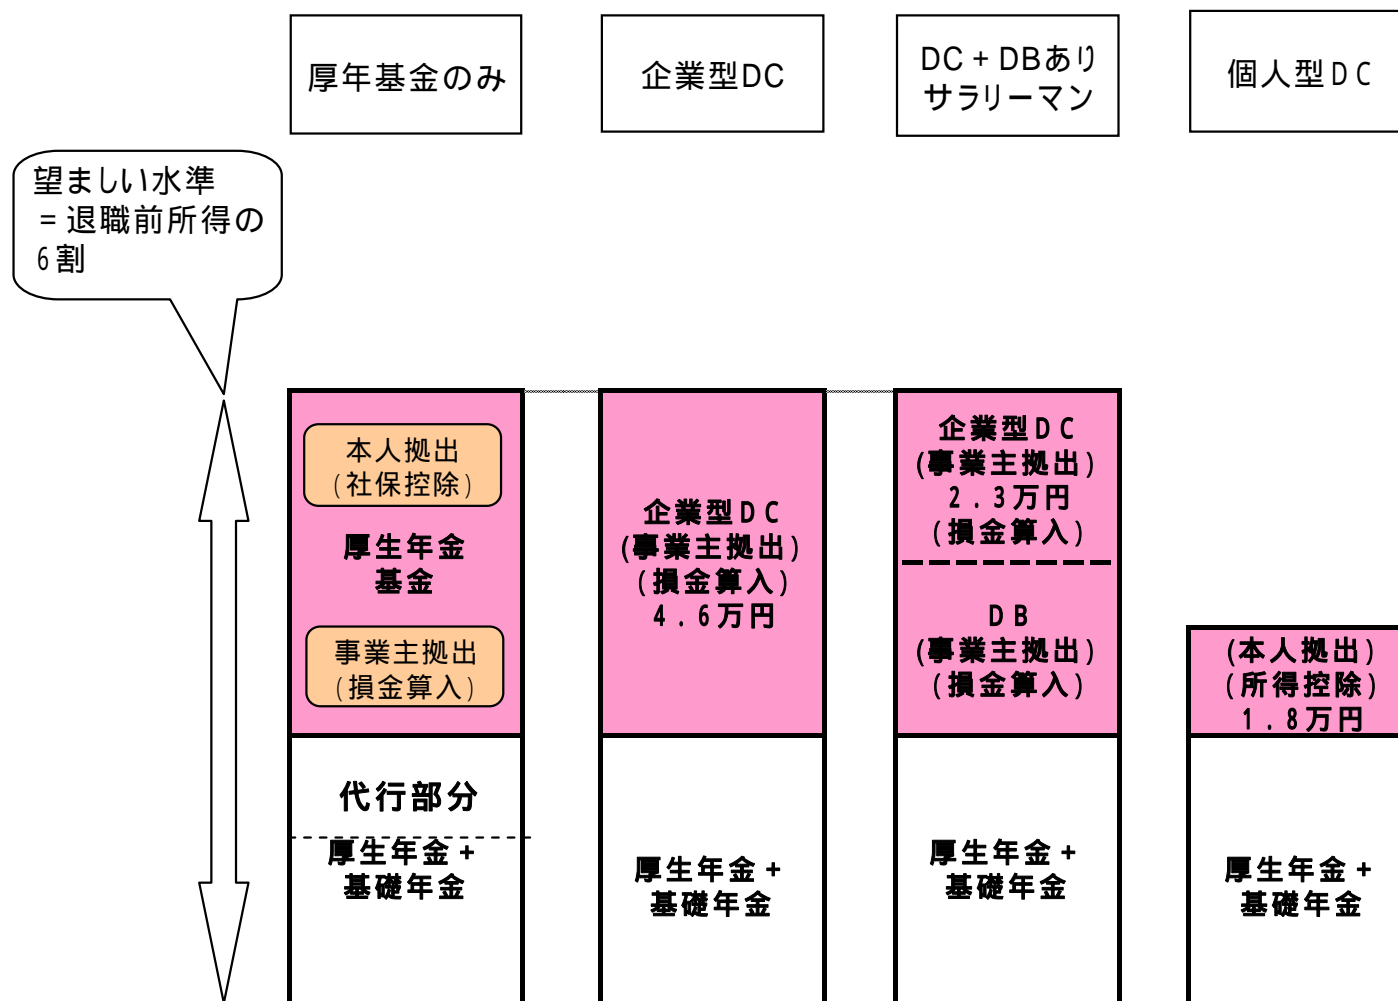 厚年基金のみ
企業型DC
DC + DBあり
サラリーマン
個人型DC
望ましい水準
=退職前所得の
6割
本人拠出
(社保控除)
厚生年金
基金
事業主拠出
(損金算入)
代行部分
厚生年金+
基礎年金
企業型DC
(事業主拠出)
(損金算入)
4.6万円
厚生年金+
基礎年金
企業型DC
(事業主拠出)
2.3万円
(損金算入)
DB
(事業主拠出)
(損金算入)
厚生年金+
基礎年金
(本人拠出)
(所得控除)
1.8万円
厚生年金+
基礎年金